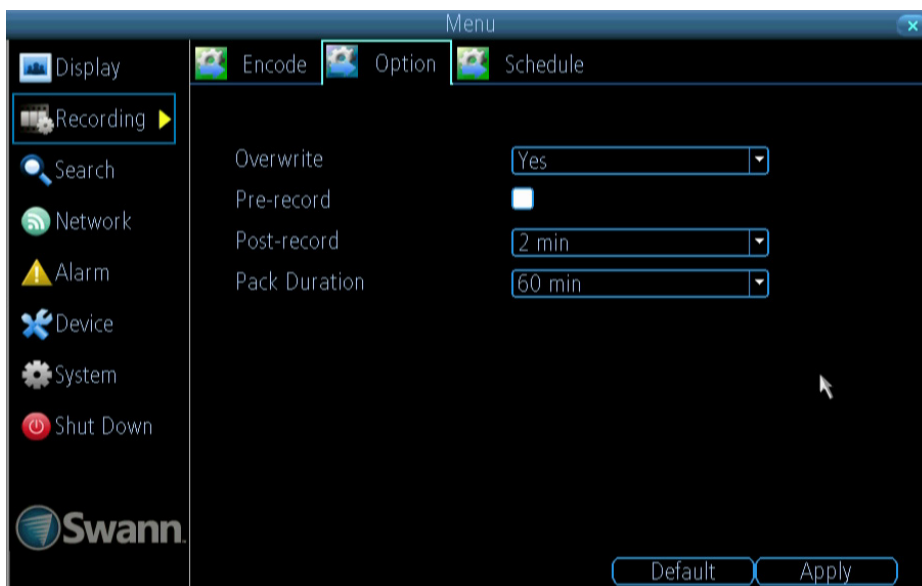 Menu
Display
Recording
Search
Network
Alarm
Device
System
Shut Down
Swann
Encode
Option
Schedule
Overwrite Yes
Pre-record
Post-record 2 min
Pack Duration 60 min
Default
Apply